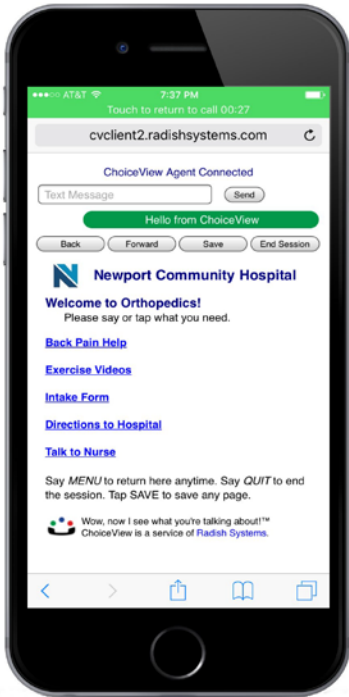 AT&T 7:37 PM
Touch to return to call 00:27
cvclient2.radishsystems.com
ChoiceView Agent Connected
Text Message Send
Hello from ChoiceView
Back Forward Save End Session
N Newport Community Hospital
Welcome to Orthopedics!
Please say or tap what you need.
Back Pain Help
Exercise Videos
Intake Form
Directions to Hospital
Talk to Nurse
Say MENU to return here anytime. Say QUIT to end
the session. Tap SAVE to save any page.
Wow, now I see what you're talking about!™
ChoiceView is a service of Radish Systems.